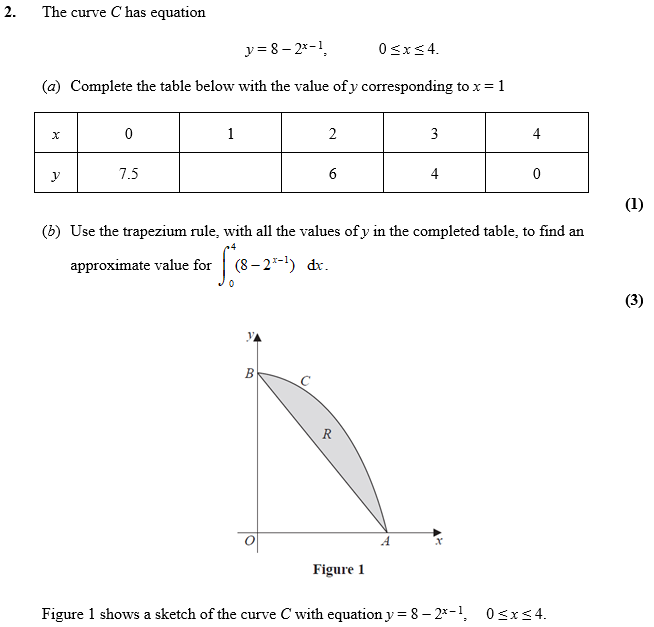 2. The curve C has equation
y = 8 – 2^(x–1), 0 ≤ x ≤ 4.
(a) Complete the table below with the value of y corresponding to x = 1
x 0 1 2 3 4
y 7.5 6 4 0
(1)
(b) Use the trapezium rule, with all the values of y in the completed table, to find an
approximate value for ∫₀⁴ (8 – 2^(x–1)) dx.
(3)
y
B
C
R
O
A
x
Figure 1
Figure 1 shows a sketch of the curve C with equation y = 8 – 2^(x–1), 0 ≤ x ≤ 4.